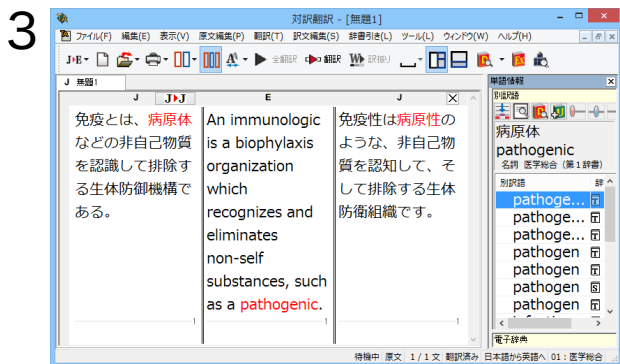 3
対訳翻訳 - [無題1]
ファイル(F) 編集(E) 表示(V) 原文編集(P) 翻訳(T) 訳文編集(S) 辞書引き(L) ツール(L) ウィンドウ(W) ヘルプ(H)
J▸E 全翻訳 翻訳 訳振り
J 無題1
J J▸J E J
免疫とは、病原体
などの非自己物質
を認識して排除す
る生体防御機構で
ある。
1
An immunologic
is a biophylaxis
organization
which
recognizes and
eliminates
non-self
substances, such
as a pathogenic.
1
免疫性は病原性の
ような、非自己物
質を認知して、そ
して排除する生体
防衛組織です。
1
単語情報
別訳語
病原体
pathogenic
名詞 医学総合 (第1辞書)
別訳語 辞
pathoge...
pathoge...
pathoge...
pathogen
pathogen
pathogen
pathogen
電子辞典
待機中 原文 1 / 1 文 翻訳済み 日本語から英語へ 01:医学総合